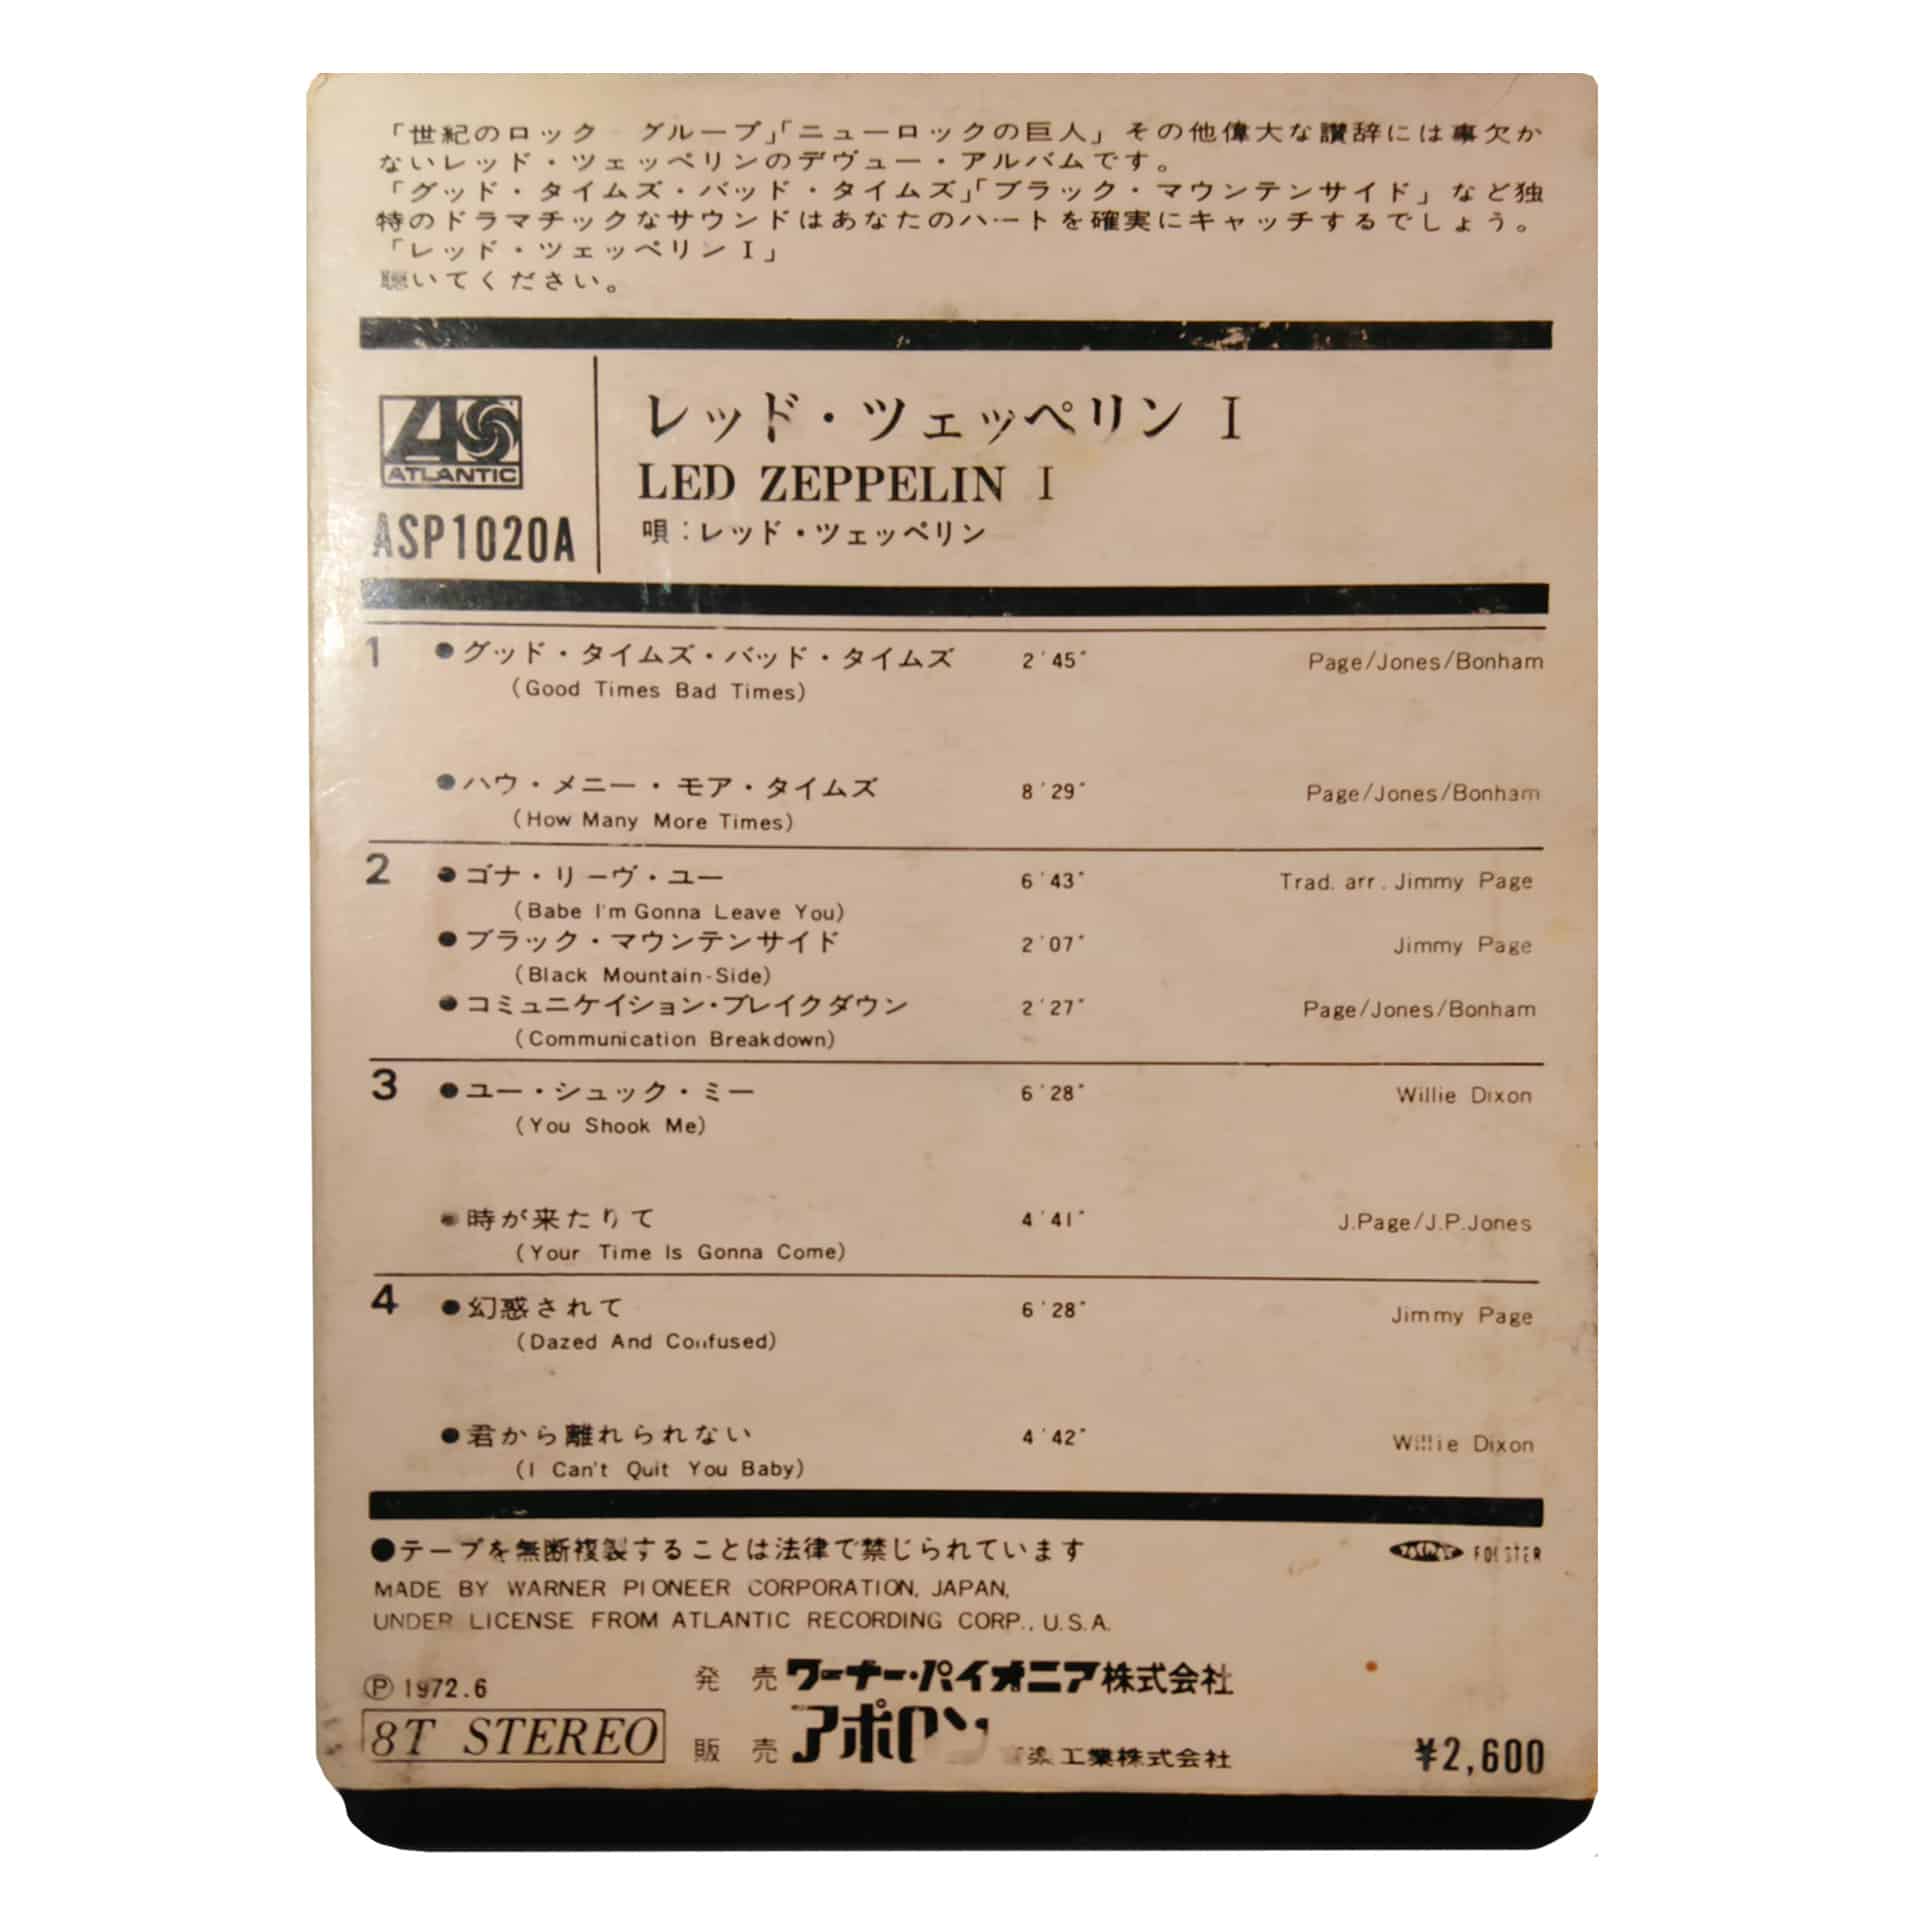 「世紀のロック グループ」「ニューロックの巨人」その他偉大な讃辞には事欠か
ないレッド・ツェッペリンのデヴュー・アルバムです。
「グッド・タイムズ・バッド・タイムズ」「ブラック・マウンテンサイド」など独
特のドラマチックなサウンドはあなたのハートを確実にキャッチするでしょう。
「レッド・ツェッペリン I」
聴いてください。
ATLANTIC
ASP1020A
レッド・ツェッペリン I
LED ZEPPELIN I
唄：レッド・ツェッペリン
1 ●グッド・タイムズ・バッド・タイムズ 2'45" Page/Jones/Bonham
(Good Times Bad Times)
●ハウ・メニー・モア・タイムズ 8'29" Page/Jones/Bonham
(How Many More Times)
2 ●ゴナ・リーヴ・ユー 6'43" Trad. arr. Jimmy Page
(Babe I'm Gonna Leave You)
●ブラック・マウンテンサイド 2'07" Jimmy Page
(Black Mountain-Side)
●コミュニケイション・ブレイクダウン 2'27" Page/Jones/Bonham
(Communication Breakdown)
3 ●ユー・シュック・ミー 6'28" Willie Dixon
(You Shook Me)
●時が来たりて 4'41" J.Page/J.P.Jones
(Your Time Is Gonna Come)
4 ●幻惑されて 6'28" Jimmy Page
(Dazed And Confused)
●君から離れられない 4'42" Willie Dixon
(I Can't Quit You Baby)
●テープを無断複製することは法律で禁じられています
MADE BY WARNER PIONEER CORPORATION, JAPAN,
UNDER LICENSE FROM ATLANTIC RECORDING CORP., U.S.A.
Ⓟ 1972.6
8T STEREO
発 売 ワーナー・パイオニア株式会社
販 売 アポロン 工業株式会社
¥2,600